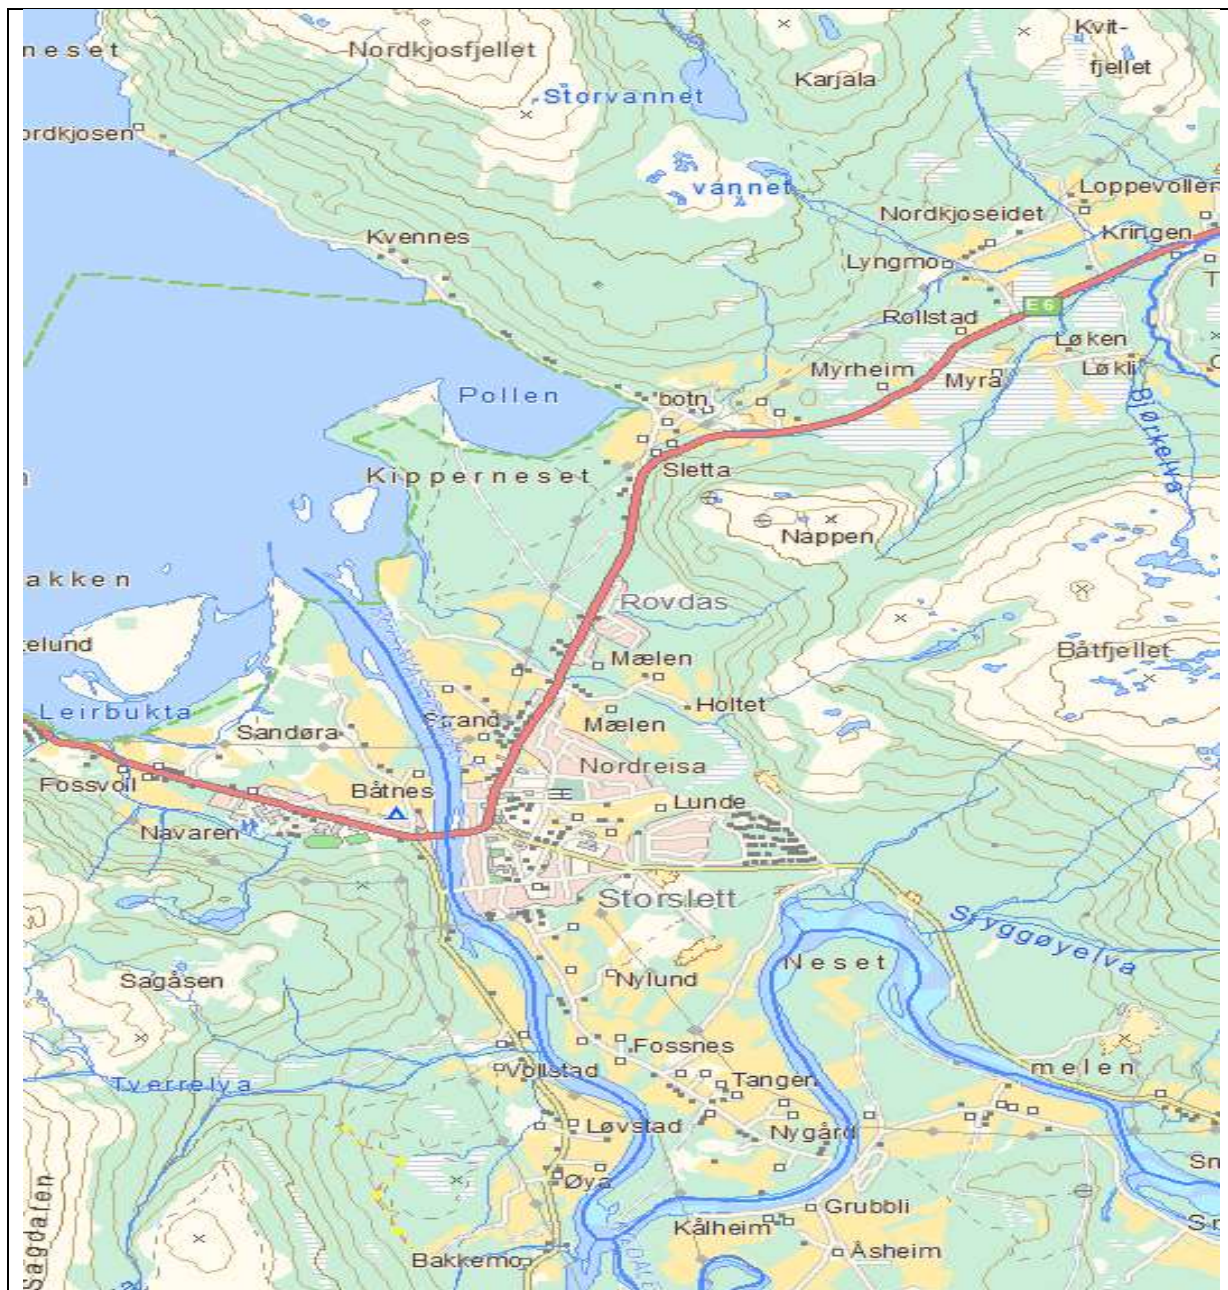 neset
Nordkjosfjellet
Kvit-
fjellet
Karjala
Storvannet
ordkjosen
vannet
Loppevollen
Nordkjoseidet
Kringen
Kvennes
Lyngmo
T
E 6
Rollstad
Løken
Myrheim
Myra
Løkli
Pollen
botn
Bjørkelva
Kipperneset
Sletta
Nappen
akken
Rovdas
elund
Mælen
Båtfjellet
Holtet
Leirbukta
Strand
Mælen
Sandøra
Nordreisa
Fossvoll
Båtnes
Lunde
Navaren
Storslett
Stryggøyelva
Neset
Sagåsen
Nylund
Fossnes
melen
Vollstad
Tangen
Tverrelva
Løvstad
Nygård
Øya
Sn
Sagdalen
Grubbli
Kålheim
Sr
Bakkemo
Åsheim